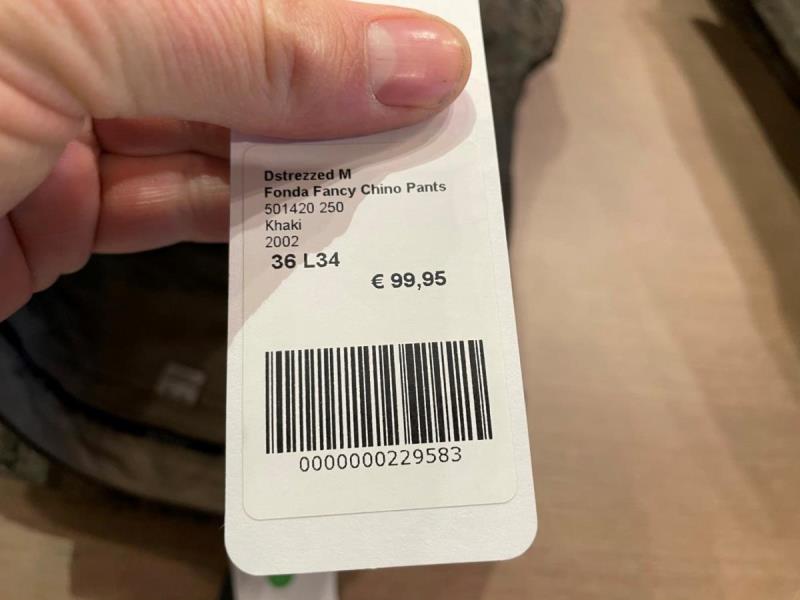 Dstrezzed M
Fonda Fancy Chino Pants
501420 250
Khaki
2002
36 L34
€ 99,95
0000000229583